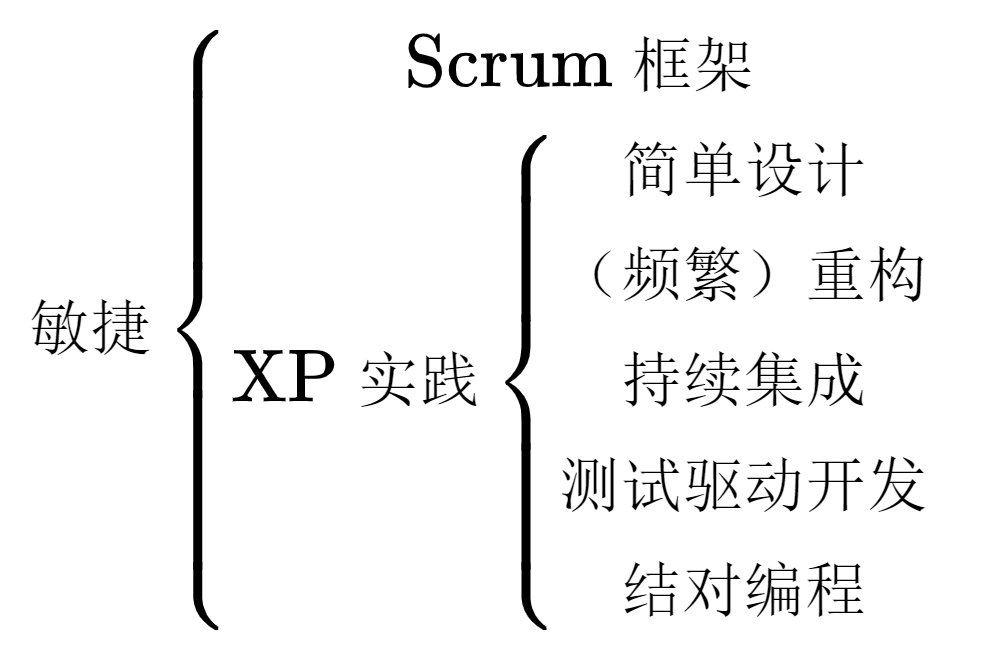 Scrum 框架
简单设计
（频繁）重构
敏捷
XP 实践
持续集成
测试驱动开发
结对编程